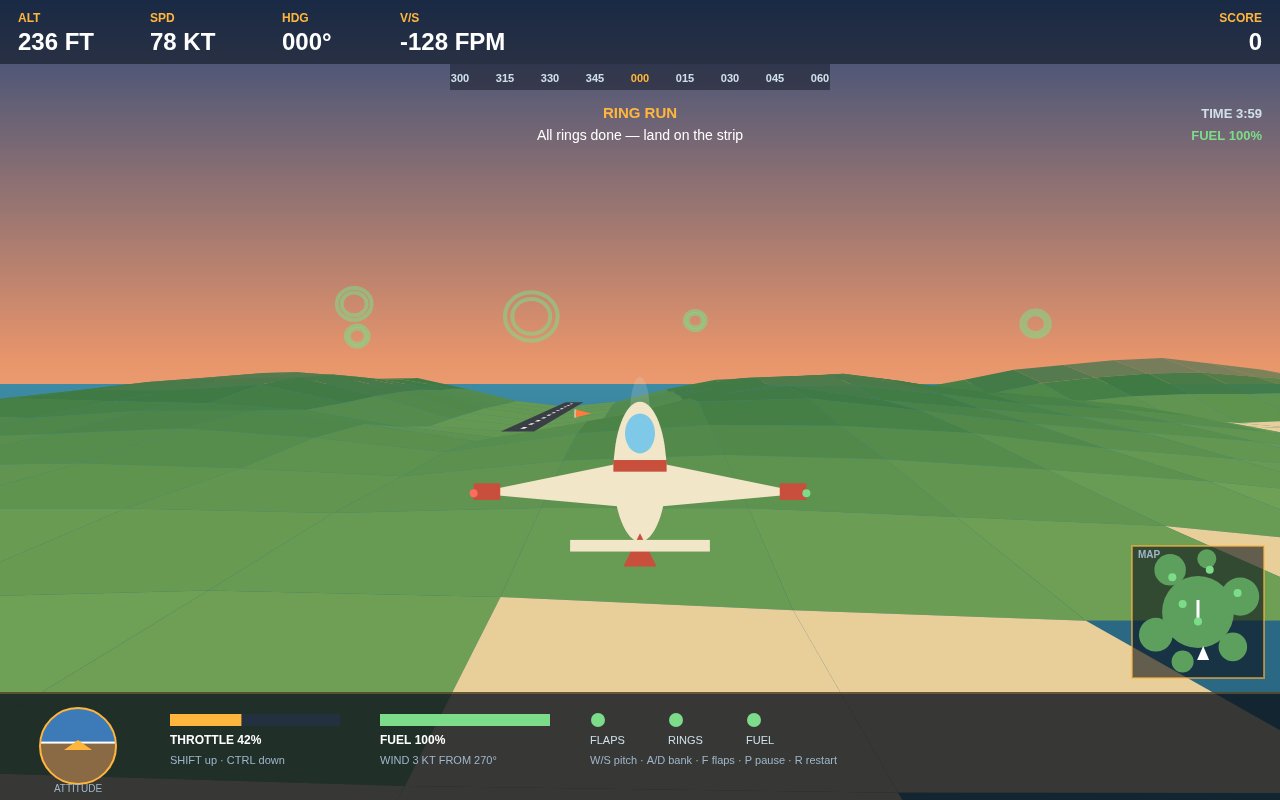 ALT SPD HDG V/S SCORE
236 FT 78 KT 000° -128 FPM 0
300 315 330 345 000 015 030 045 060
RING RUN
All rings done — land on the strip
TIME 3:59
FUEL 100%
MAP
THROTTLE 42%
SHIFT up · CTRL down
FUEL 100%
WIND 3 KT FROM 270°
FLAPS RINGS FUEL
W/S pitch · A/D bank · F flaps · P pause · R restart
ATTITUDE